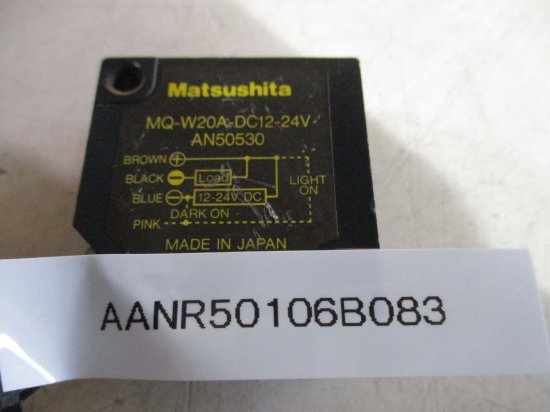 Matsushita
MQ-W20A-DC12-24V
AN50530
BROWN
BLACK Load
LIGHT ON
BLUE 12-24V DC
DARK ON
PINK
MADE IN JAPAN
AANR50106B083